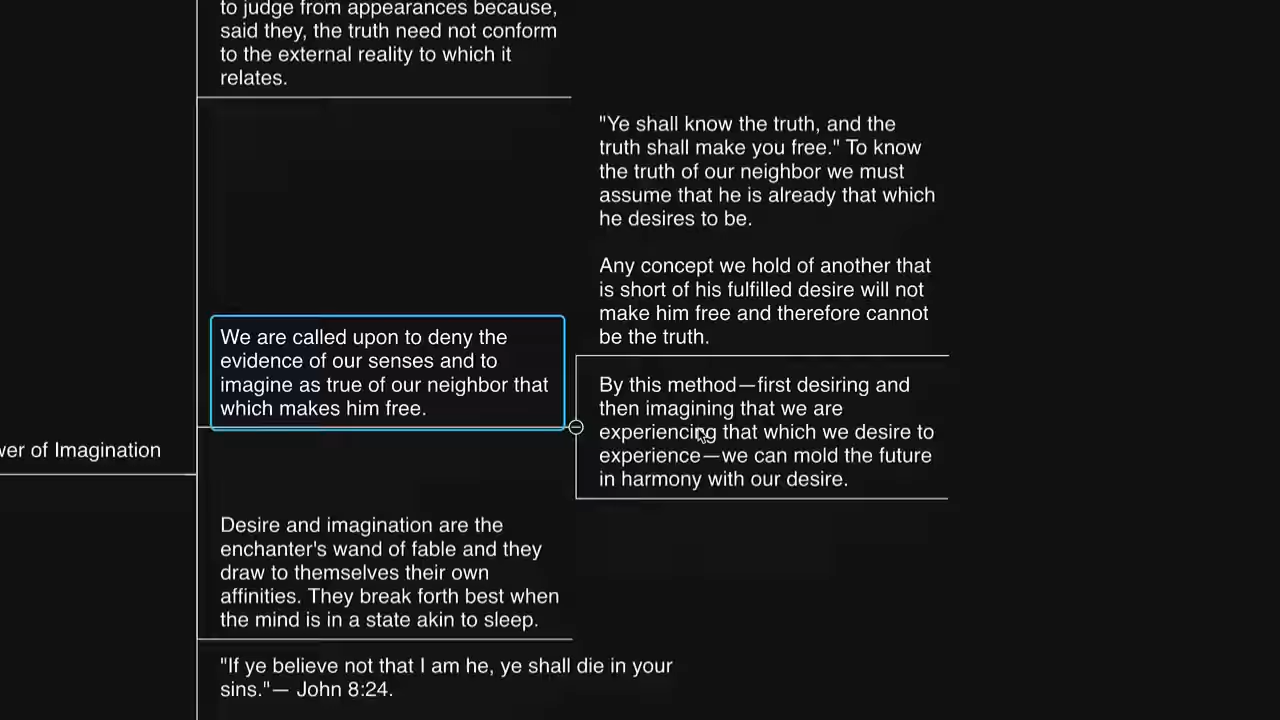 to judge from appearances because,
said they, the truth need not conform
to the external reality to which it
relates.
"Ye shall know the truth, and the
truth shall make you free." To know
the truth of our neighbor we must
assume that he is already that which
he desires to be.
Any concept we hold of another that
is short of his fulfilled desire will not
make him free and therefore cannot
be the truth.
We are called upon to deny the
evidence of our senses and to
imagine as true of our neighbor that
which makes him free.
By this method—first desiring and
then imagining that we are
experiencing that which we desire to
experience—we can mold the future
in harmony with our desire.
wer of Imagination
Desire and imagination are the
enchanter's wand of fable and they
draw to themselves their own
affinities. They break forth best when
the mind is in a state akin to sleep.
"If ye believe not that I am he, ye shall die in your
sins."— John 8:24.